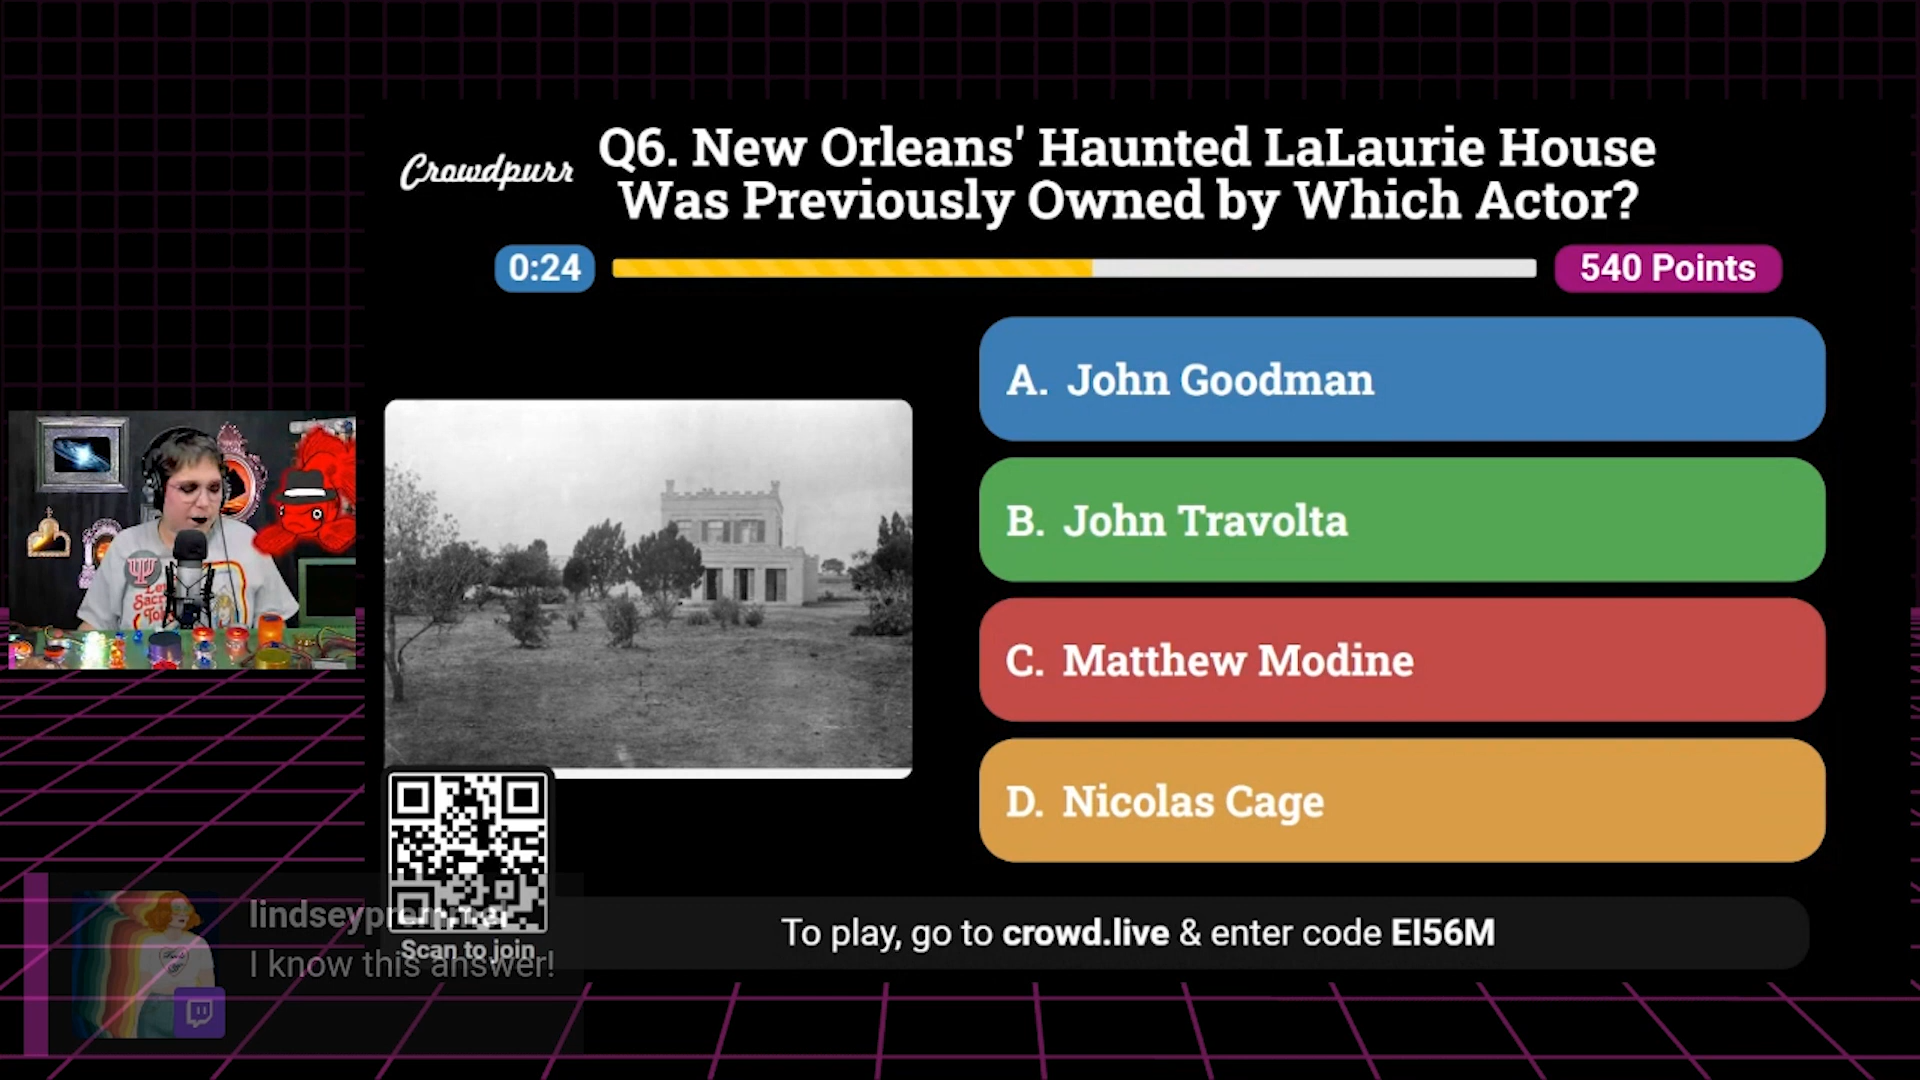 Crowdpurr
Q6. New Orleans' Haunted LaLaurie House
Was Previously Owned by Which Actor?
0:24
540 Points
A. John Goodman
B. John Travolta
C. Matthew Modine
D. Nicolas Cage
Scan to join
To play, go to crowd.live & enter code EI56M
I know this answer!